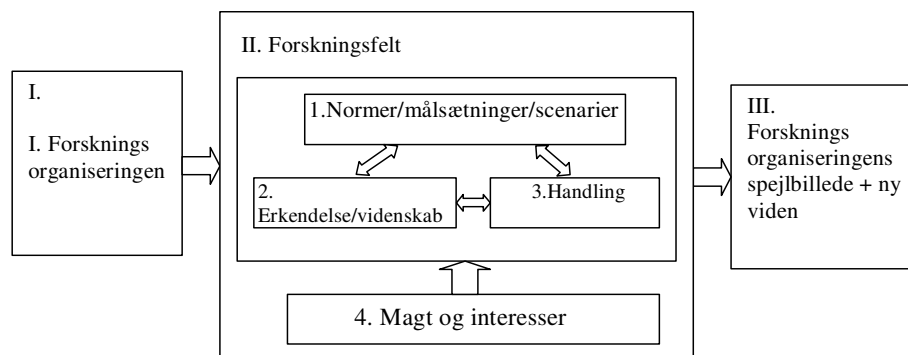 I.
I. Forsknings
organiseringen
II. Forskningsfelt
1.Normer/målsætninger/scenarier
2.
Erkendelse/videnskab
3.Handling
4. Magt og interesser
III.
Forsknings
organiseringens
spejlbillede + ny
viden